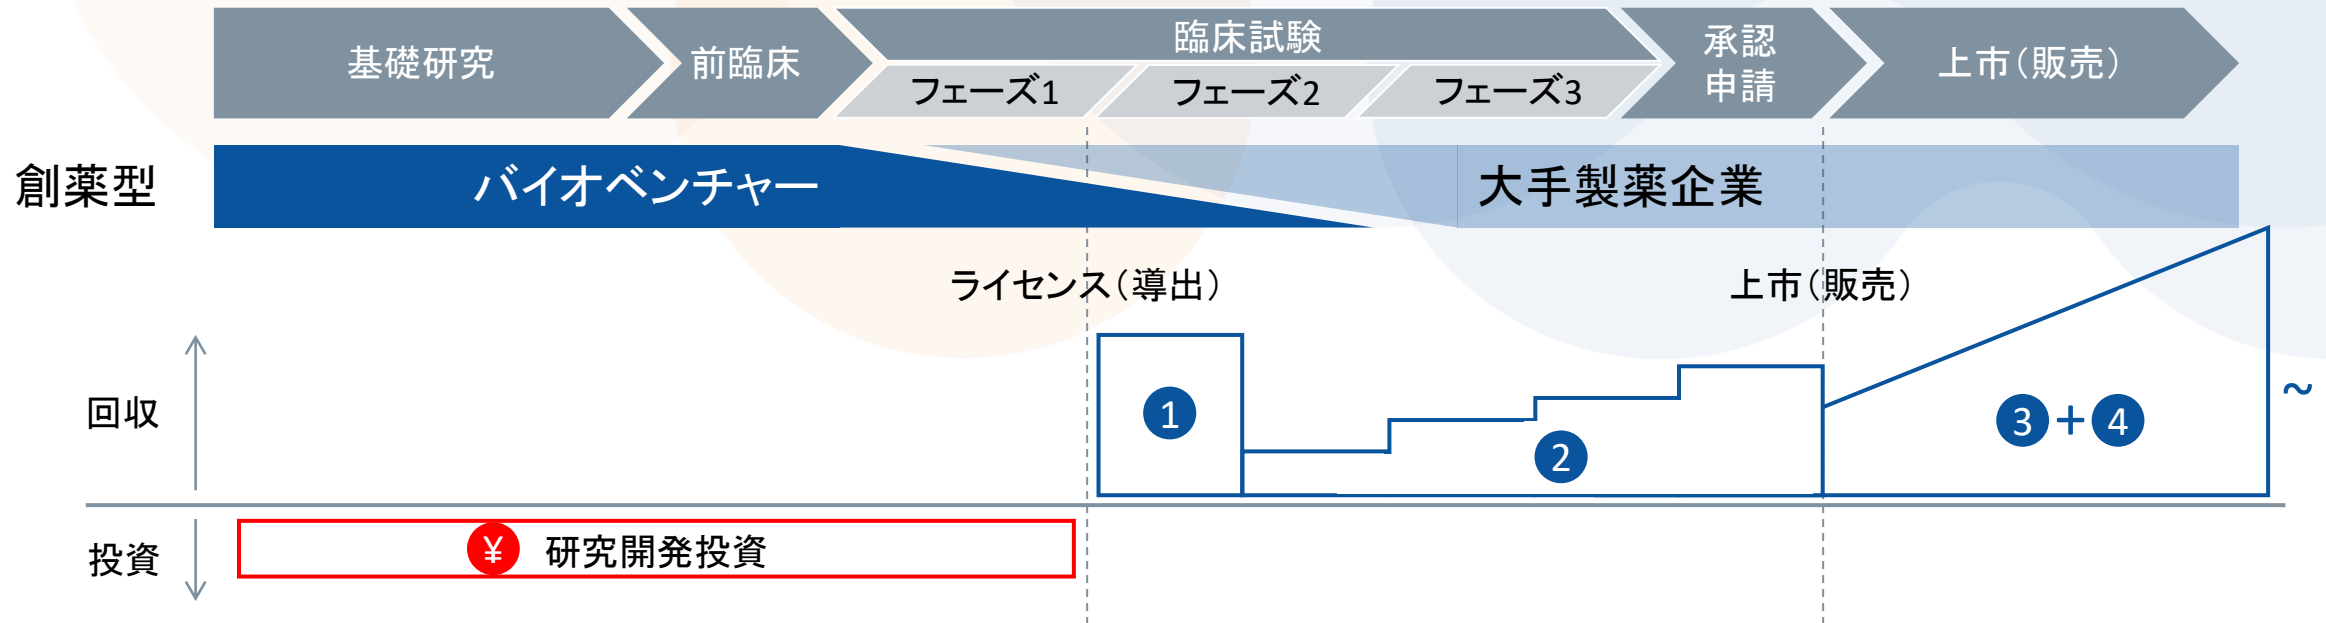 基礎研究
前臨床
臨床試験
フェーズ1
フェーズ2
フェーズ3
承認
申請
上市(販売)
創薬型
バイオベンチャー
大手製薬企業
ライセンス(導出)
上市(販売)
回収
1
2
3+4
~
投資
¥ 研究開発投資